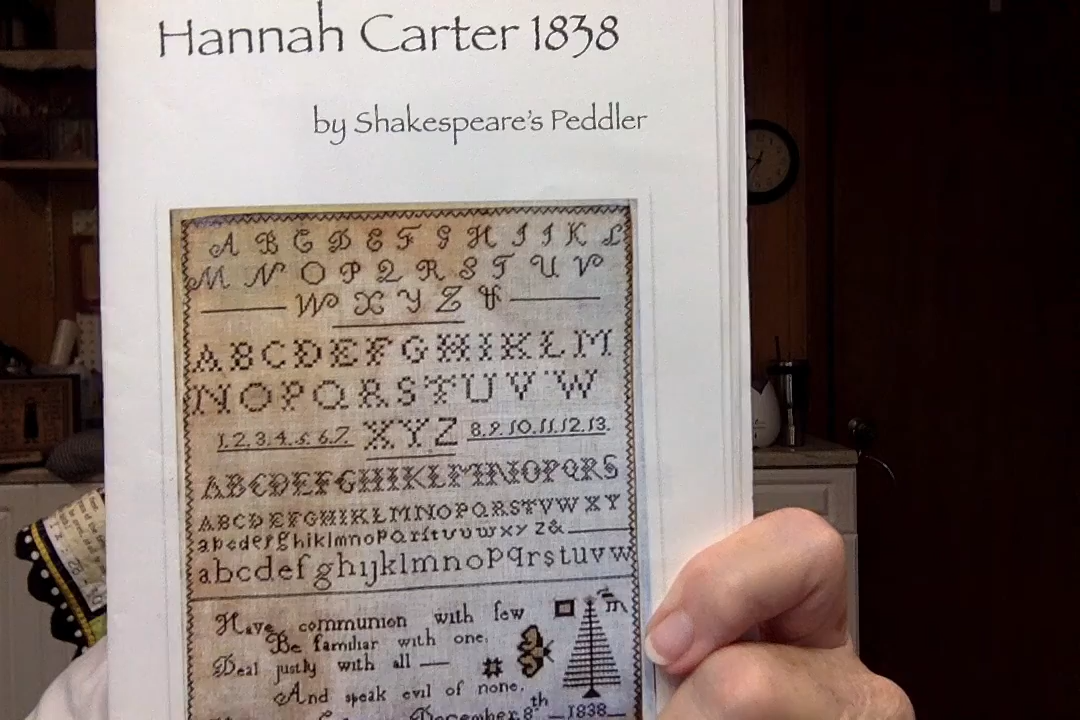 Hannah Carter 1838
by Shakespeare's Peddler
A B C D E F G H I J K L
M N O P Q R S T U V
W X Y Z &
A B C D E F G H I K L M
N O P Q R S T U V W
1.2.3.4.5.6.7. X Y Z 8.9.10.11.12.13.
A B C D E F G H I K L M N O P Q R S
A B C D E F G H I K L M N O P Q R S T V W X Y
a b c d e f g h i k l m n o p q r s t v u w x y z &
a b c d e f g h i j k l m n o p q r s t u v w
Have communion with few
Be familiar with one.
Deal justly with all
And speak evil of none.
December 8th 1838